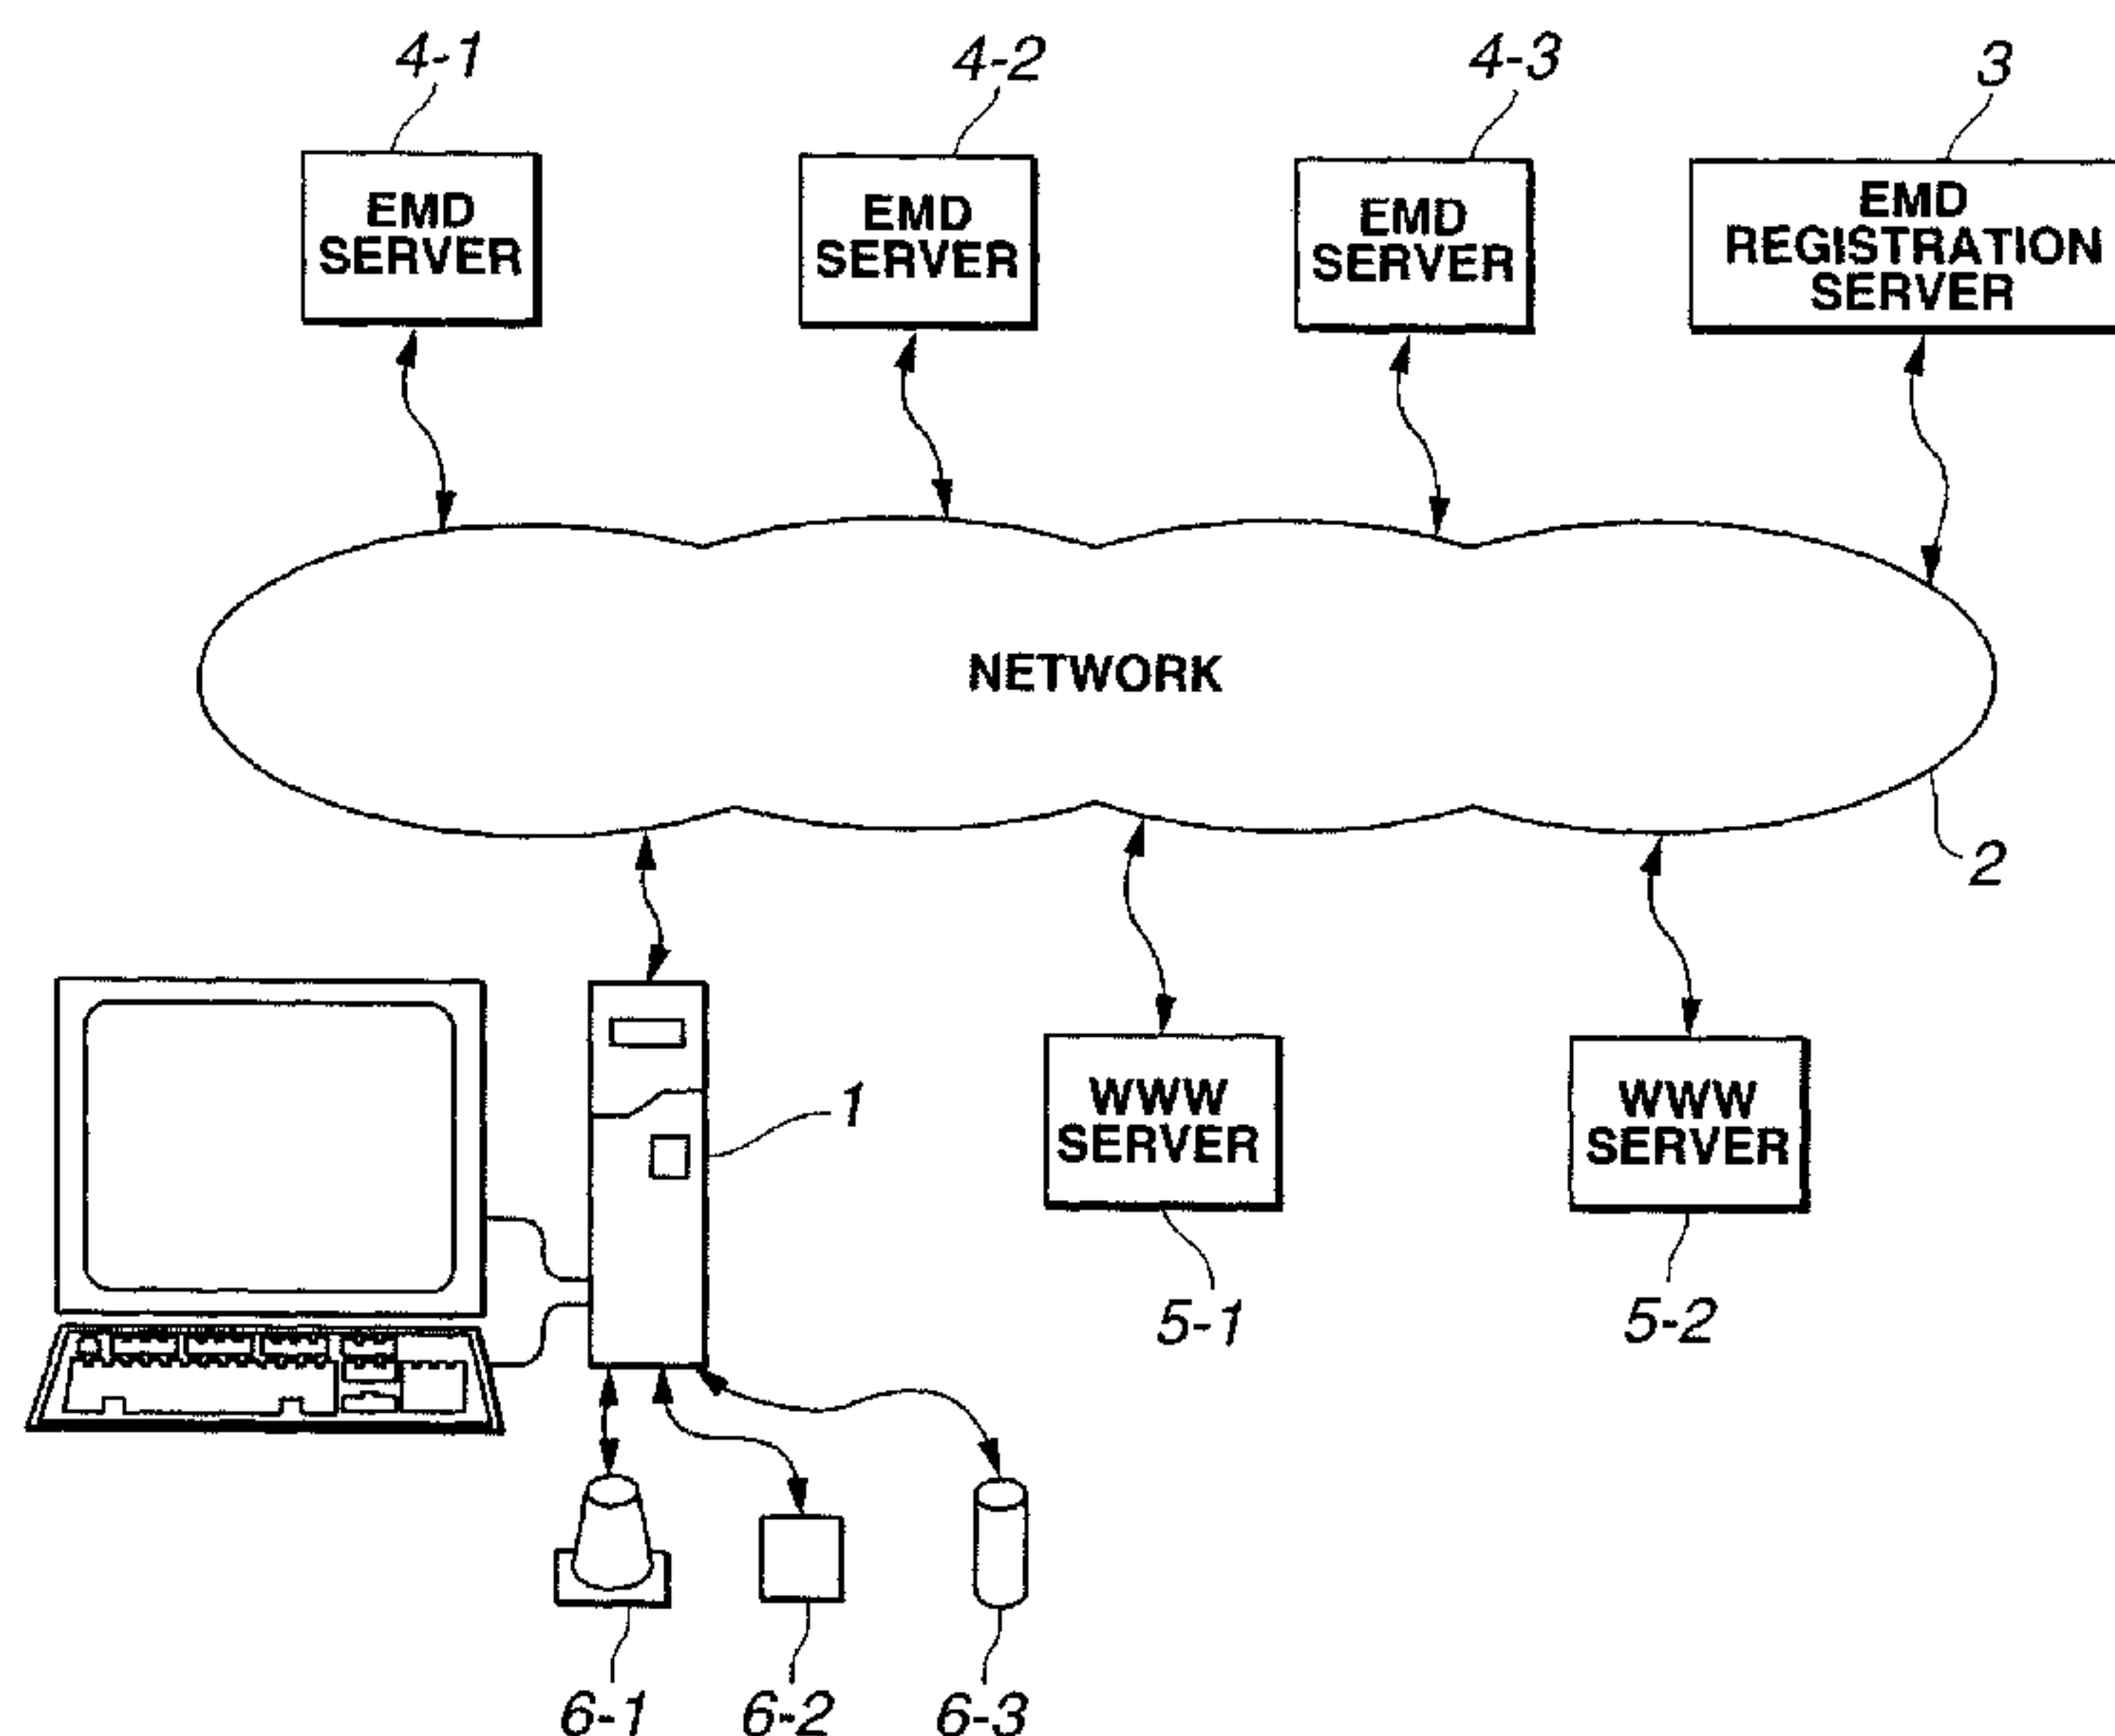 4-1
4-2
4-3
3
EMD
SERVER
EMD
SERVER
EMD
SERVER
EMD
REGISTRATION
SERVER
NETWORK
2
1
WWW
SERVER
WWW
SERVER
5-1
5-2
6-1
6-2
6-3